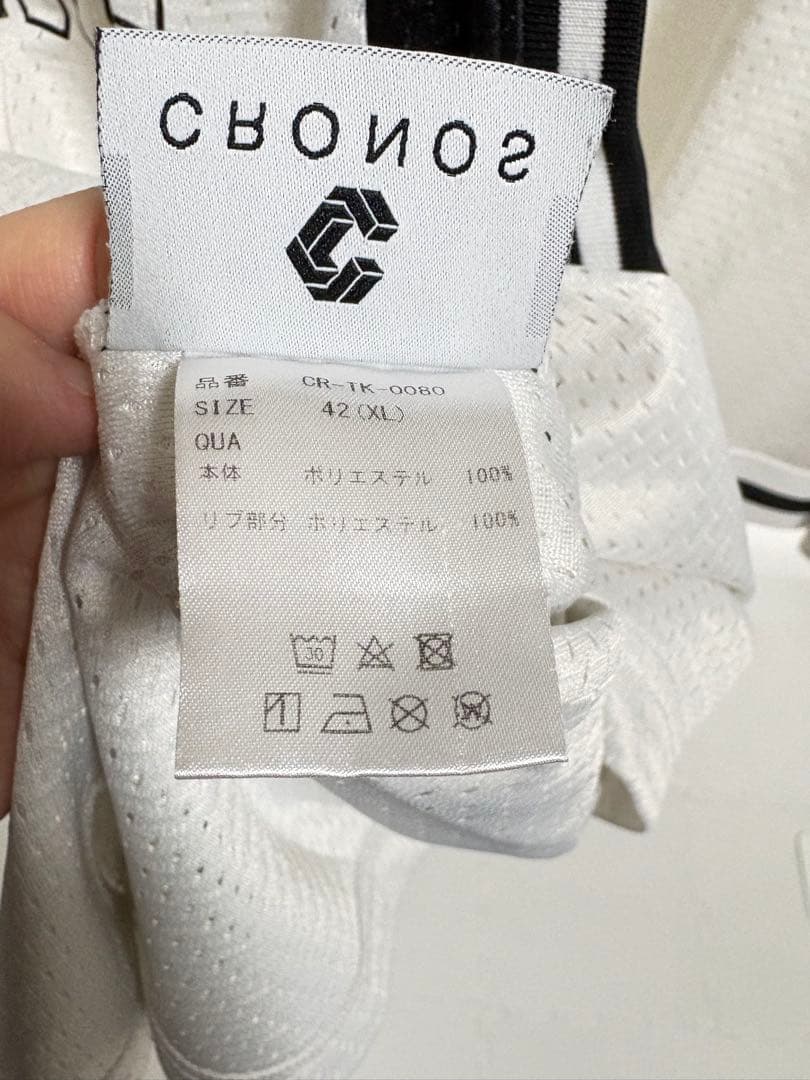 CRONOS
品番 CR-TK-0080
SIZE 42(XL)
QUA
本体 ポリエステル 100%
リブ部分 ポリエステル 100%
30
W